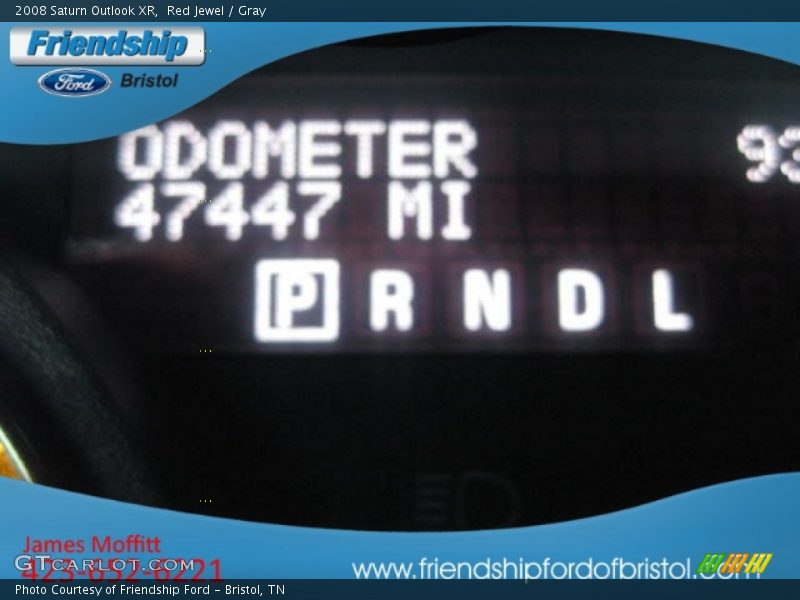 2008 Saturn Outlook XR,  Red Jewel / Gray
Friendship
Ford Bristol
ODOMETER 93
47447 MI
P R N D L
James Moffitt
GTCARLOT.COM
423-652-6221
www.friendshipfordofbristol.com
Photo Courtesy of Friendship Ford – Bristol, TN